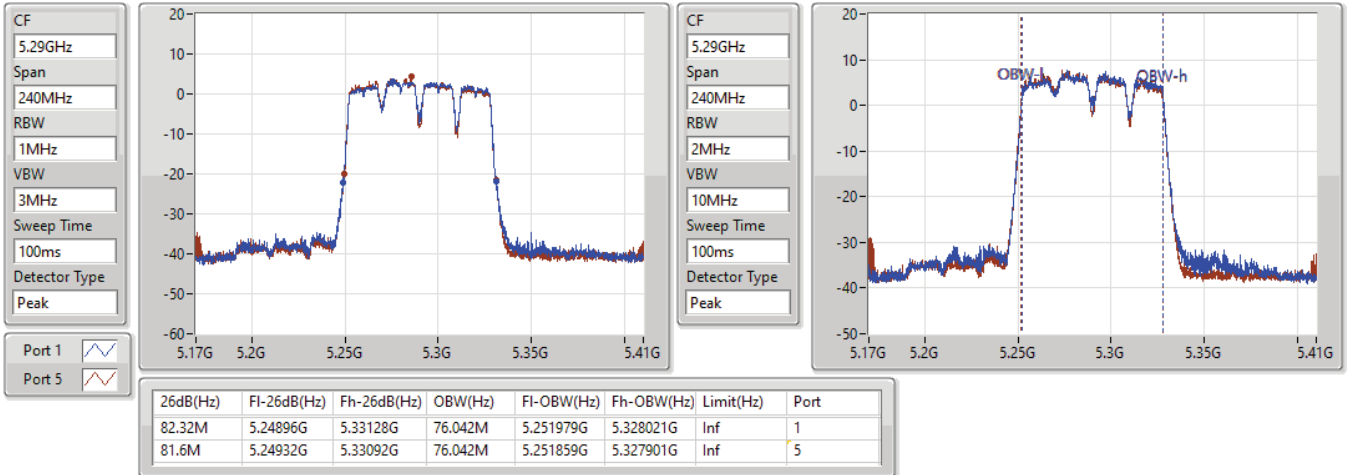 CF
5.29GHz
Span
240MHz
RBW
1MHz
VBW
3MHz
Sweep Time
100ms
Detector Type
Peak
Port 1
Port 5
20-
10-
0-
-10-
-20-
-30-
-40-
-50-
-60-
5.17G 5.2G 5.25G 5.3G 5.35G 5.41G
CF
5.29GHz
Span
240MHz
RBW
2MHz
VBW
10MHz
Sweep Time
100ms
Detector Type
Peak
20-
10-
0-
-10-
-20-
-30-
-40-
-50-
OBW-l OBW-h
5.17G 5.2G 5.25G 5.3G 5.35G 5.41G
26dB(Hz) Fl-26dB(Hz) Fh-26dB(Hz) OBW(Hz) Fl-OBW(Hz) Fh-OBW(Hz) Limit(Hz) Port
82.32M 5.24896G 5.33128G 76.042M 5.251979G 5.328021G Inf 1
81.6M 5.24932G 5.33092G 76.042M 5.251859G 5.327901G Inf 5